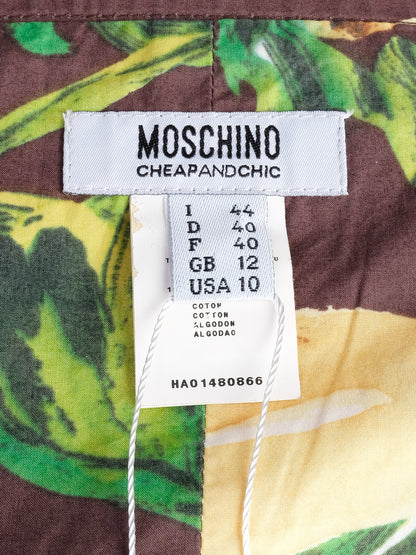 MOSCHINO
CHEAPANDCHIC
I 44
D 40
F 40
GB 12
USA 10
COTON
COTTON
ALGODON
ALGODAO
HA01480866